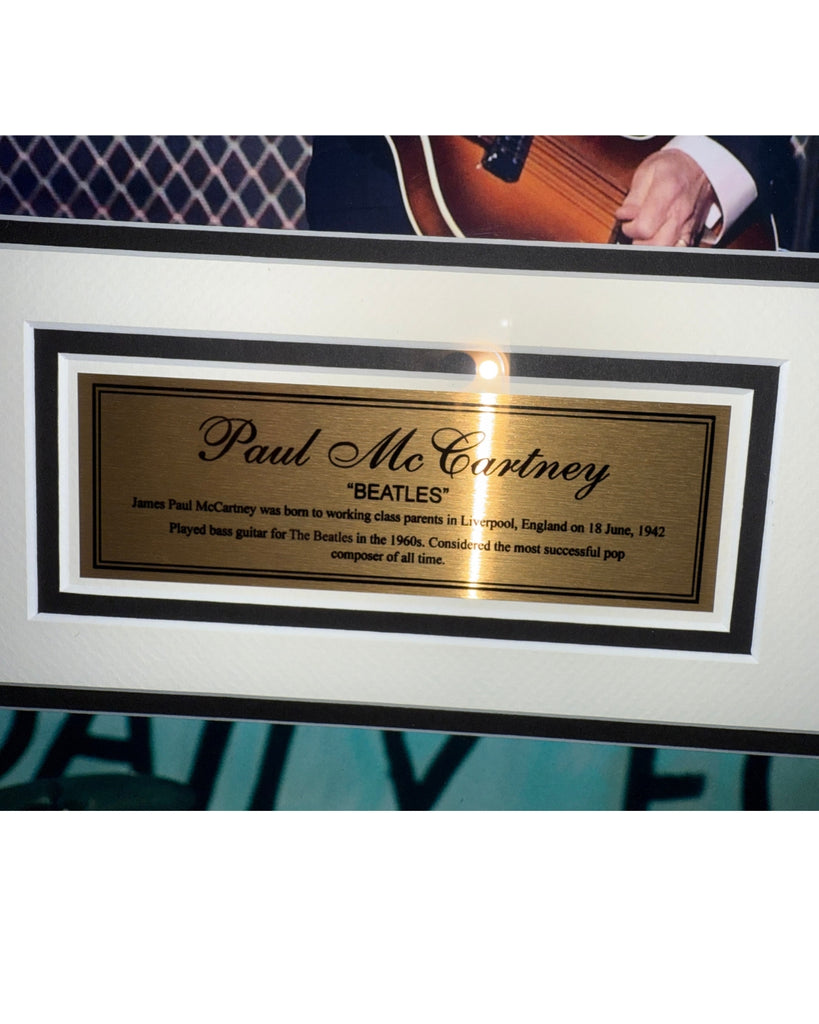 Paul McCartney
“BEATLES”
James Paul McCartney was born to working class parents in Liverpool, England on 18 June, 1942
Played bass guitar for The Beatles in the 1960s. Considered the most successful pop
composer of all time.